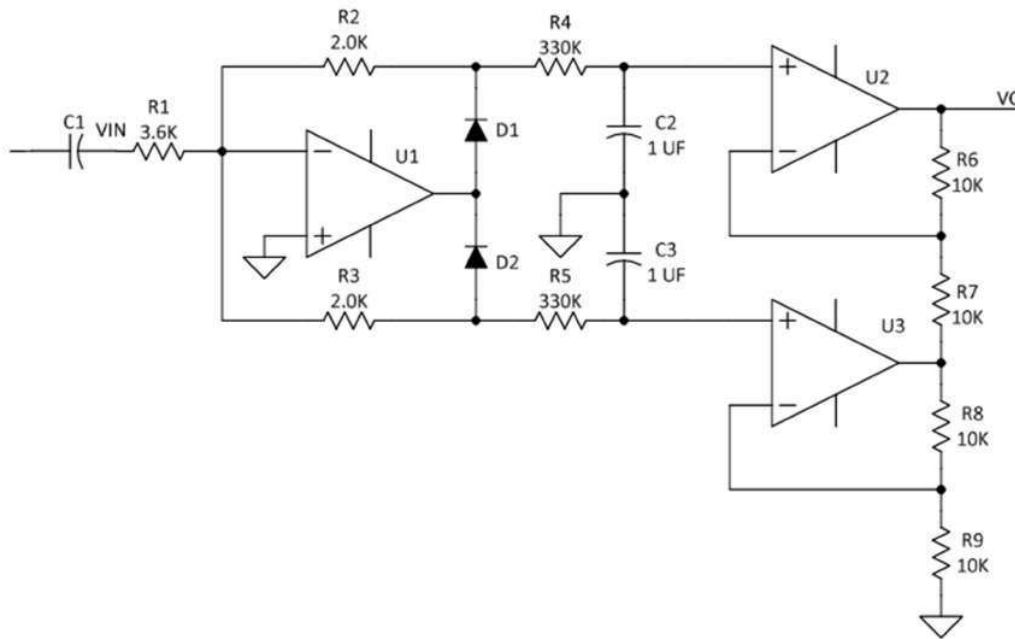 R2
2.0K
R4
330K
C1
VIN
R1
3.6K
−
+
U1
D1
D2
R3
2.0K
R5
330K
C2
1 UF
C3
1 UF
+
−
U2
R6
10K
R7
10K
+
−
U3
R8
10K
R9
10K